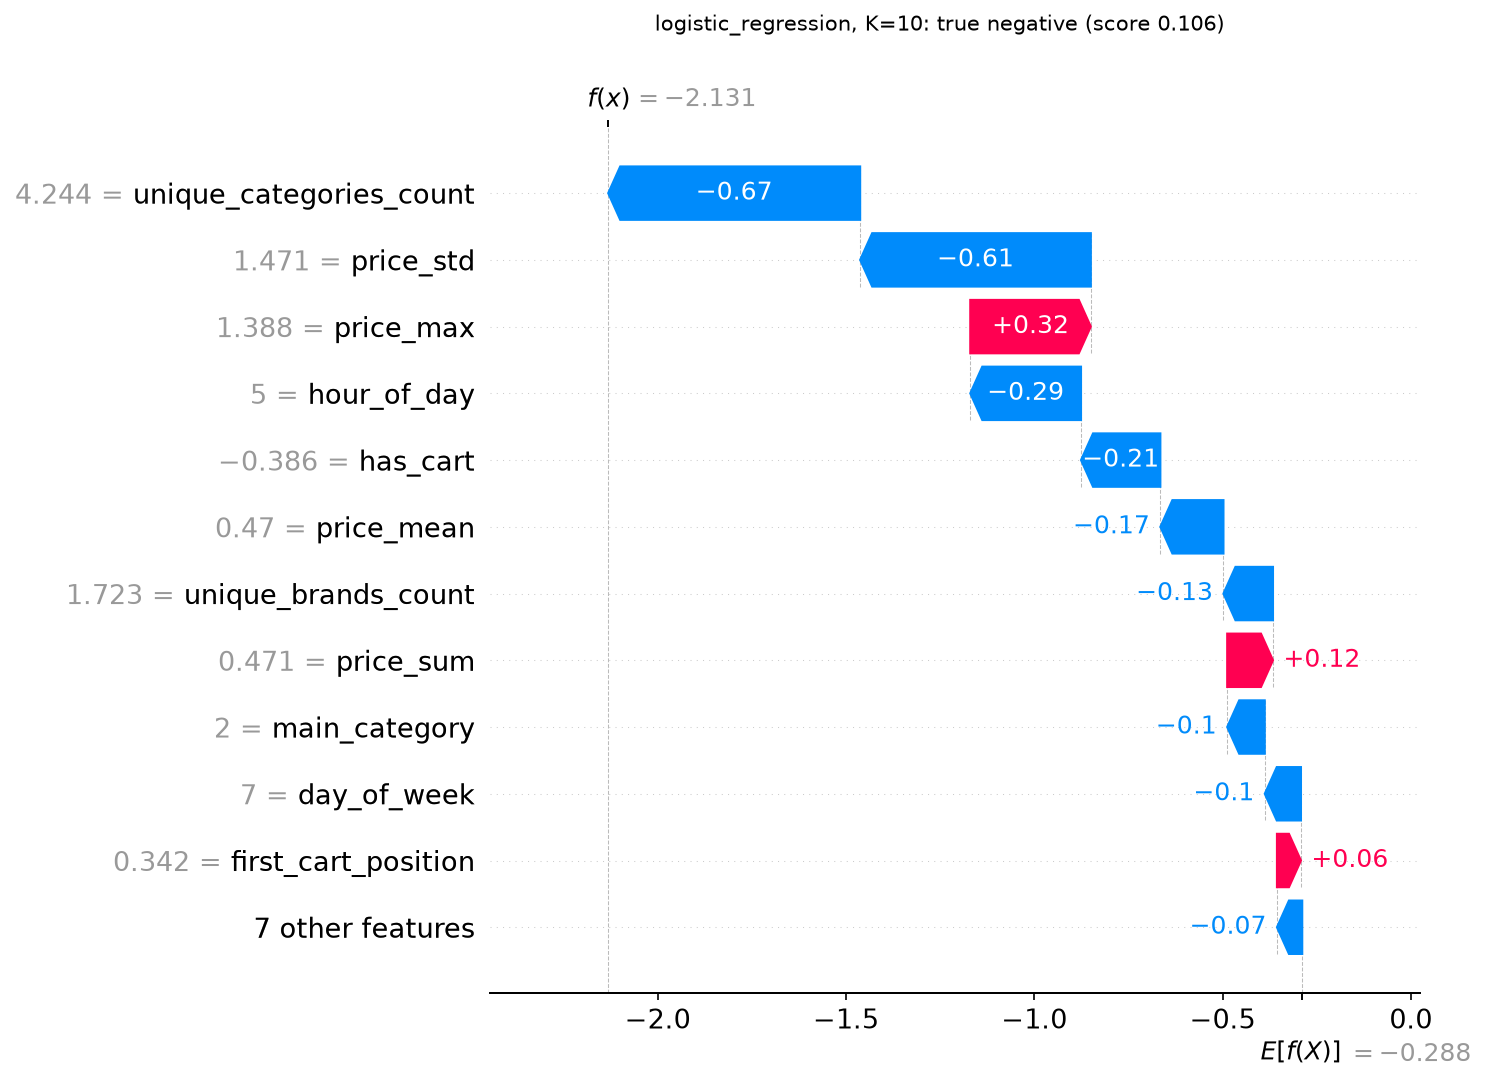 logistic_regression, K=10: true negative (score 0.106)
f(x) = −2.131
4.244 = unique_categories_count −0.67
1.471 = price_std −0.61
1.388 = price_max +0.32
5 = hour_of_day −0.29
−0.386 = has_cart −0.21
0.47 = price_mean −0.17
1.723 = unique_brands_count −0.13
0.471 = price_sum +0.12
2 = main_category −0.1
7 = day_of_week −0.1
0.342 = first_cart_position +0.06
7 other features −0.07
−2.0 −1.5 −1.0 −0.5 0.0
E[f(X)] = −0.288